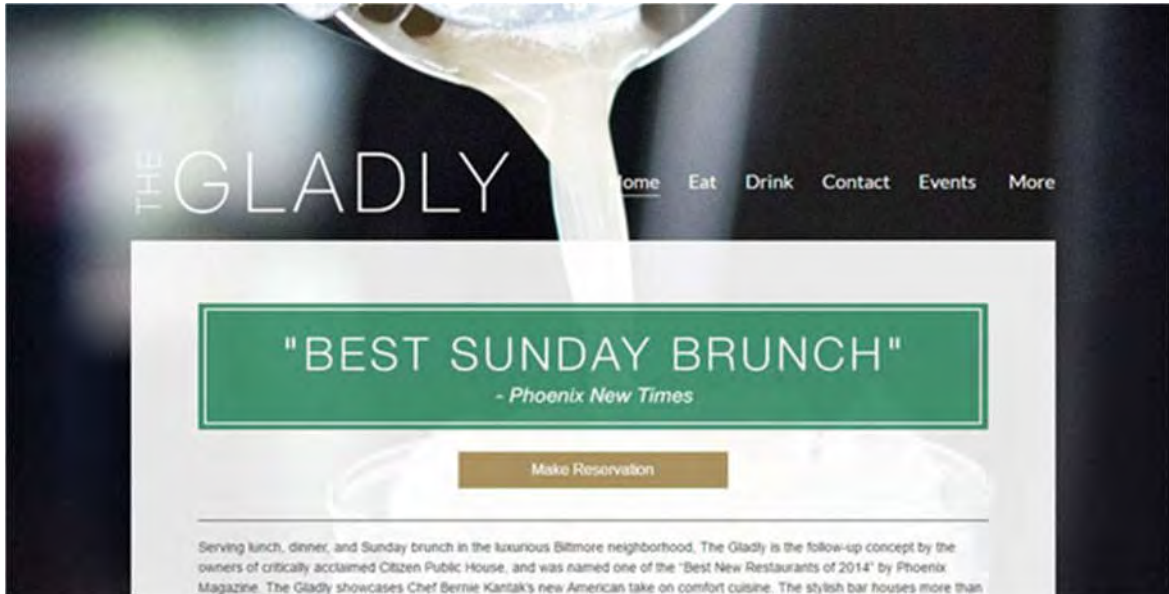 THE GLADLY
Home Eat Drink Contact Events More
"BEST SUNDAY BRUNCH"
- Phoenix New Times
Make Reservation
Serving lunch, dinner, and Sunday brunch in the luxurious Biltmore neighborhood, The Gladly is the follow-up concept by the
owners of critically acclaimed Citizen Public House, and was named one of the "Best New Restaurants of 2014" by Phoenix
Magazine. The Gladly showcases Chef Bernie Kantak's new American take on comfort cuisine. The stylish bar houses more than